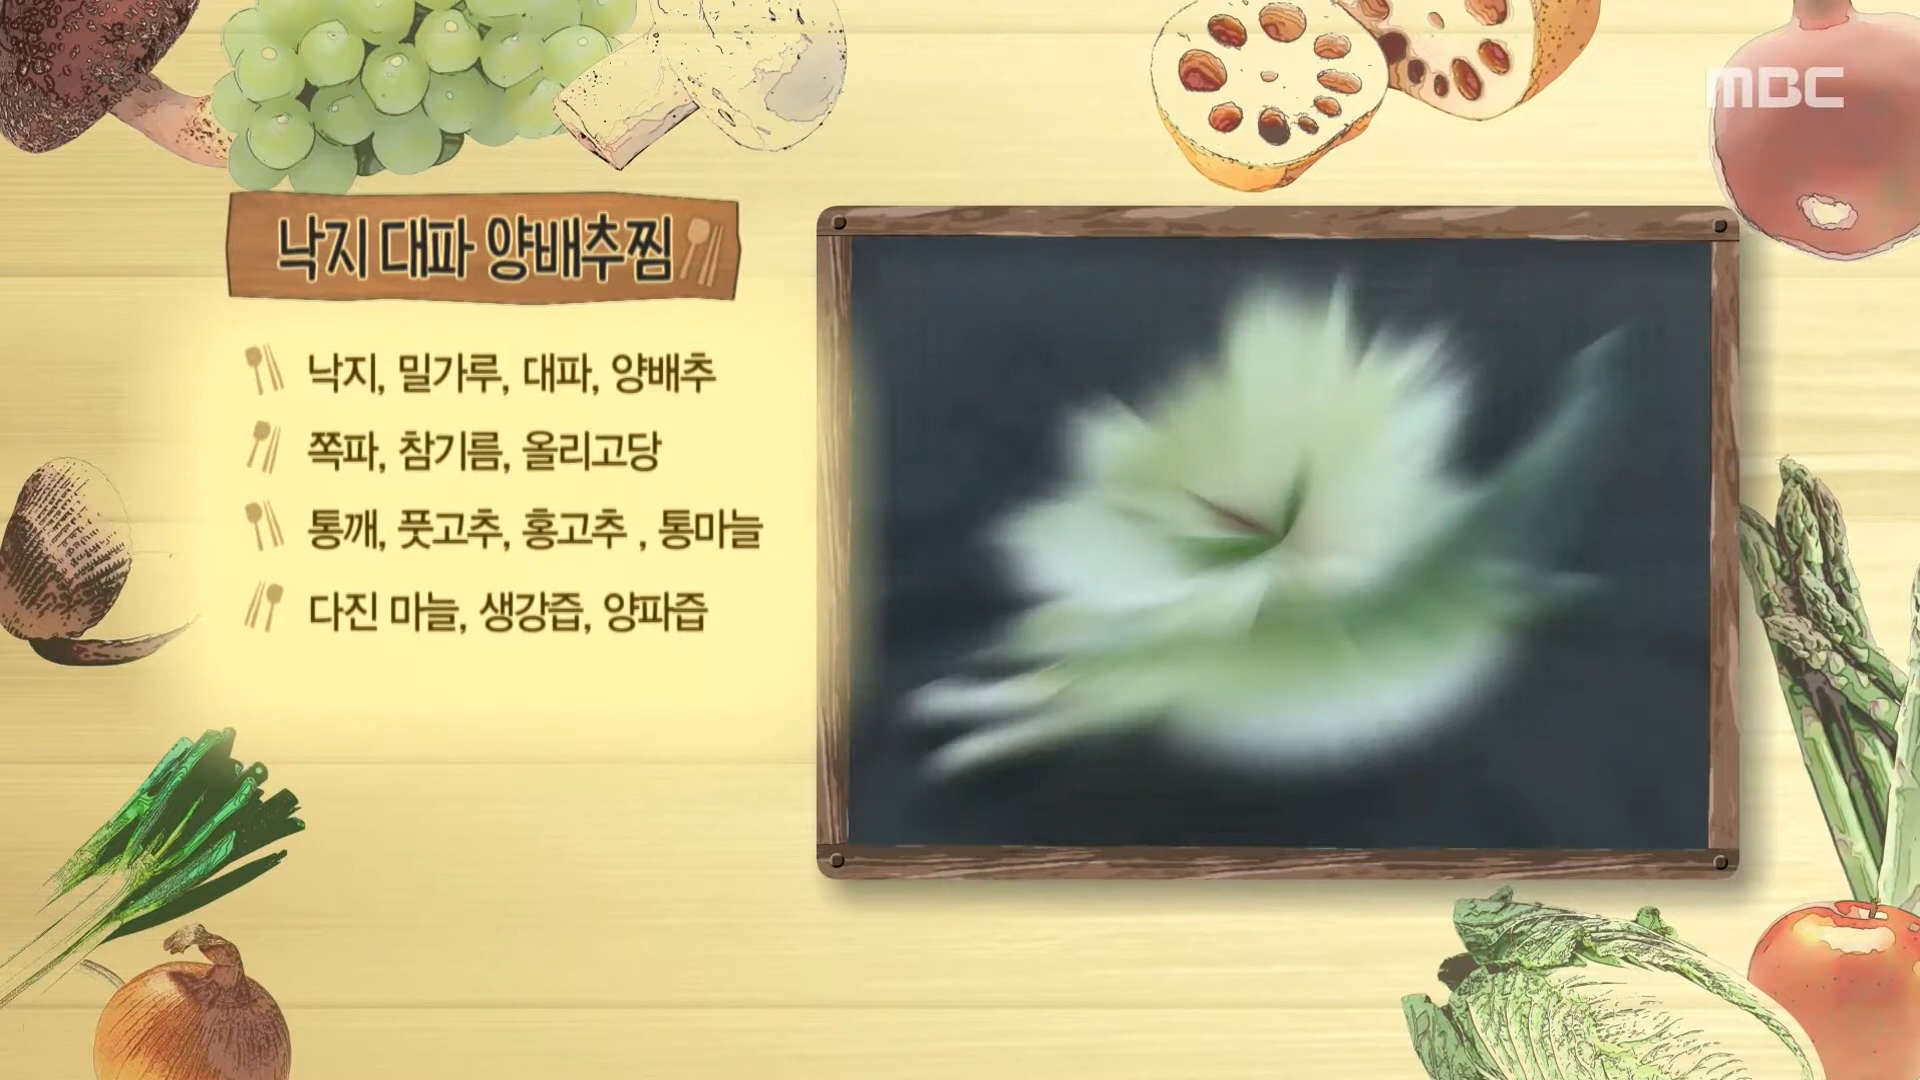 MBC
낙지 대파 양배추찜
낙지, 밀가루, 대파, 양배추
쪽파, 참기름, 올리고당
통깨, 풋고추, 홍고추 , 통마늘
다진 마늘, 생강즙, 양파즙